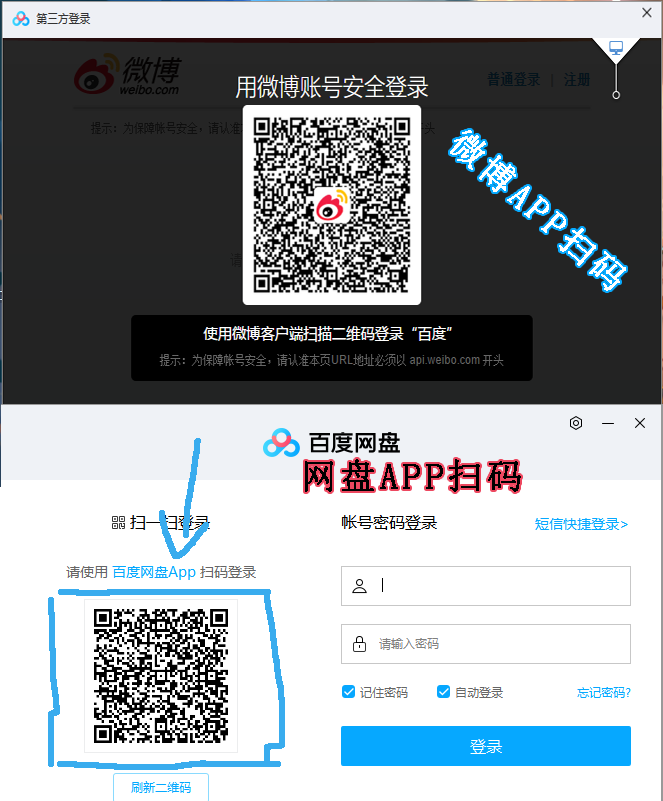 第三方登录
微博
weibo.com
普通登录 | 注册
用微博账号安全登录
提示：为保障帐号安全，请认准
开头
请
微博APP扫码
使用微博客户端扫描二维码登录“百度”
提示：为保障帐号安全，请认准本页URL地址必须以 api.weibo.com 开头
百度网盘
网盘APP扫码
扫一扫登录
请使用 百度网盘App 扫码登录
刷新二维码
帐号密码登录
短信快捷登录>
请输入密码
记住密码
自动登录
忘记密码?
登录